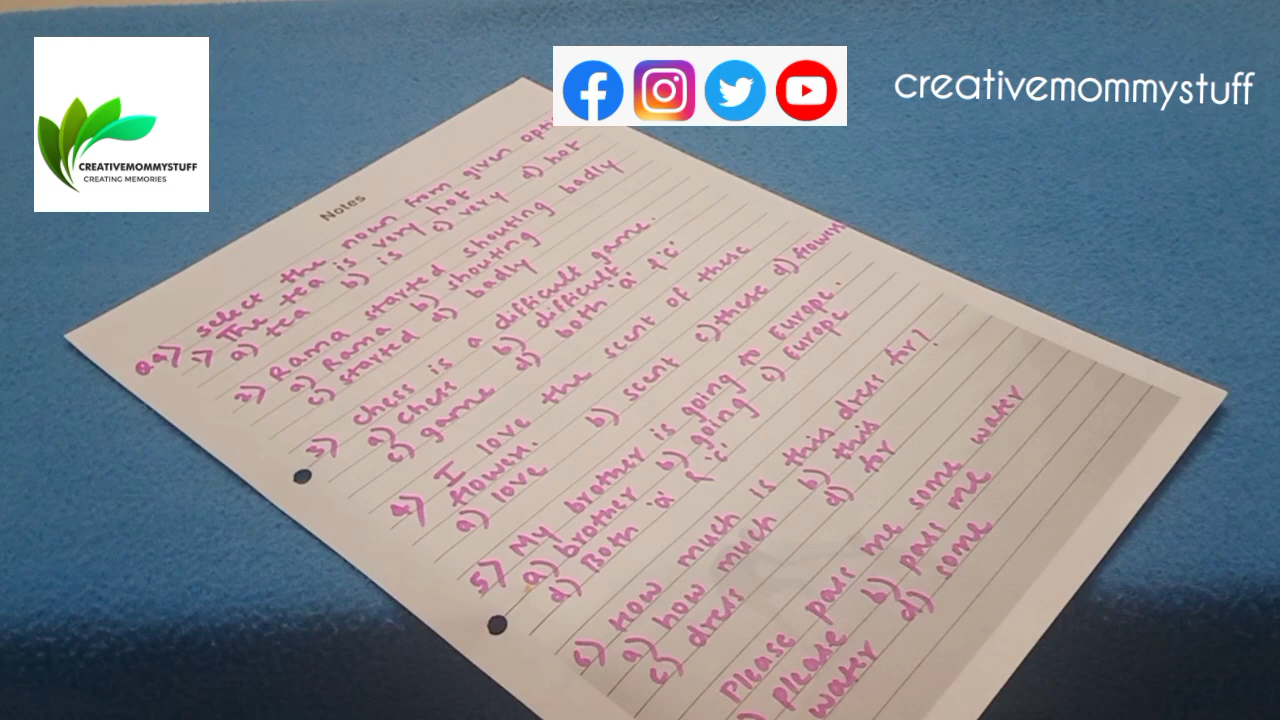 CREATIVEMOMMYSTUFF
CREATING MEMORIES
creativemommystuff
Notes
Q4) select the noun from given opti
1) The tea is very hot
a) tea b) is c) very d) hot
2) Rama started shouting badly
a) Rama b) shouting
c) started d) badly
3) Chess is a difficult game.
a) Chess b) difficult
c) game d) both 'a' & 'c'
4) I love the scent of these
flower.
a) love b) scent c) these d) flower
5) My brother is going to Europe.
a) brother b) going c) Europe
d) Both 'a' & 'c'
6) How much is this dress for?
a) how much b) this
c) dress d) for
Please pass me some water
) please b) pass me
water d) some